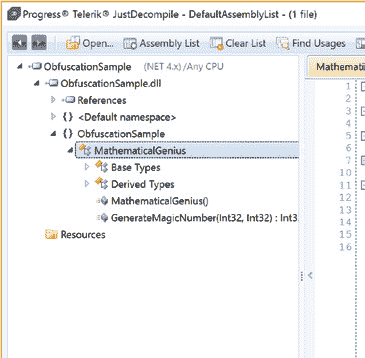 Progress® Telerik® JustDecompile - DefaultAssemblyList - (1 file)
Open... Assembly List Clear List Find Usages
ObfuscationSample (NET 4.x) /Any CPU
ObfuscationSample.dll
References
{ } <Default namespace>
{ } ObfuscationSample
MathematicalGenius
Base Types
Derived Types
MathematicalGenius()
GenerateMagicNumber(Int32, Int32) : Int3
Resources
Mathematic
1
2
3
4
5
6
7
8
9
10
11
12
13
14
15
16